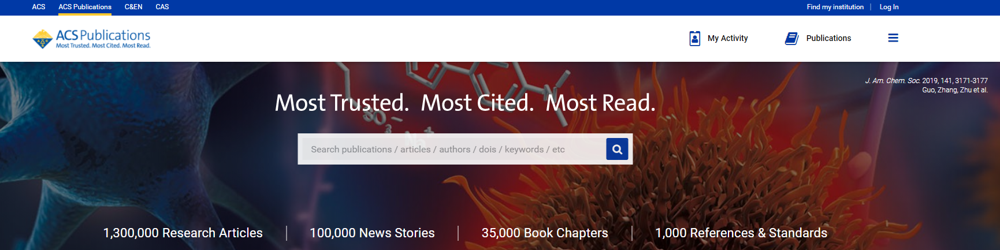 ACS ACS Publications C&EN CAS Find my institution Log In
ACS Publications
Most Trusted. Most Cited. Most Read.
My Activity Publications
J. Am. Chem. Soc. 2019, 141, 3171-3177
Guo, Zhang, Zhu et al.
Most Trusted. Most Cited. Most Read.
N
SO3- Na+
Search publications / articles / authors / dois / keywords / etc
1,300,000 Research Articles | 100,000 News Stories | 35,000 Book Chapters | 1,000 References & Standards